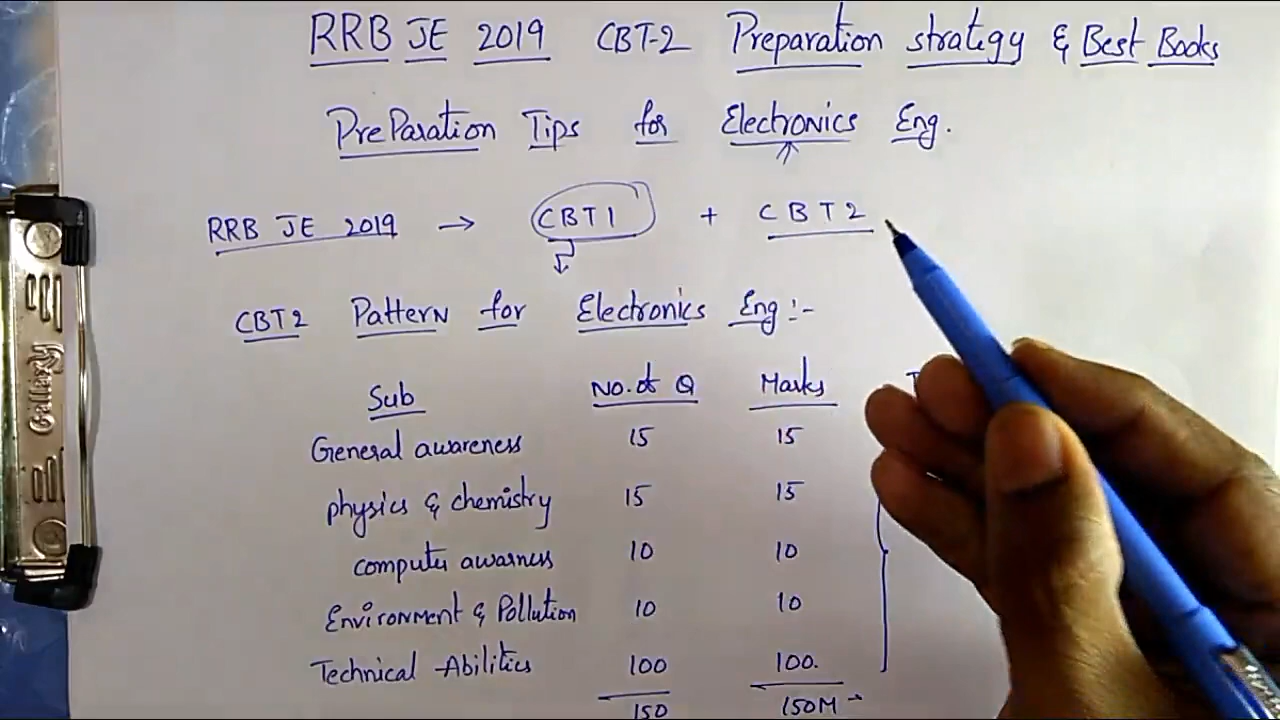 RRB JE 2019 CBT-2 Preparation strategy & Best Books
Preparation Tips for Electronics Eng.
RRB JE 2019 → CBT1 + CBT2
CBT2 Pattern for Electronics Eng :-
Sub No. of Q Marks
General awareness 15 15
physics & chemistry 15 15
computer awarness 10 10
Environment & Pollution 10 10
Technical Abilities 100 100.
150 150M →
Gallaxy